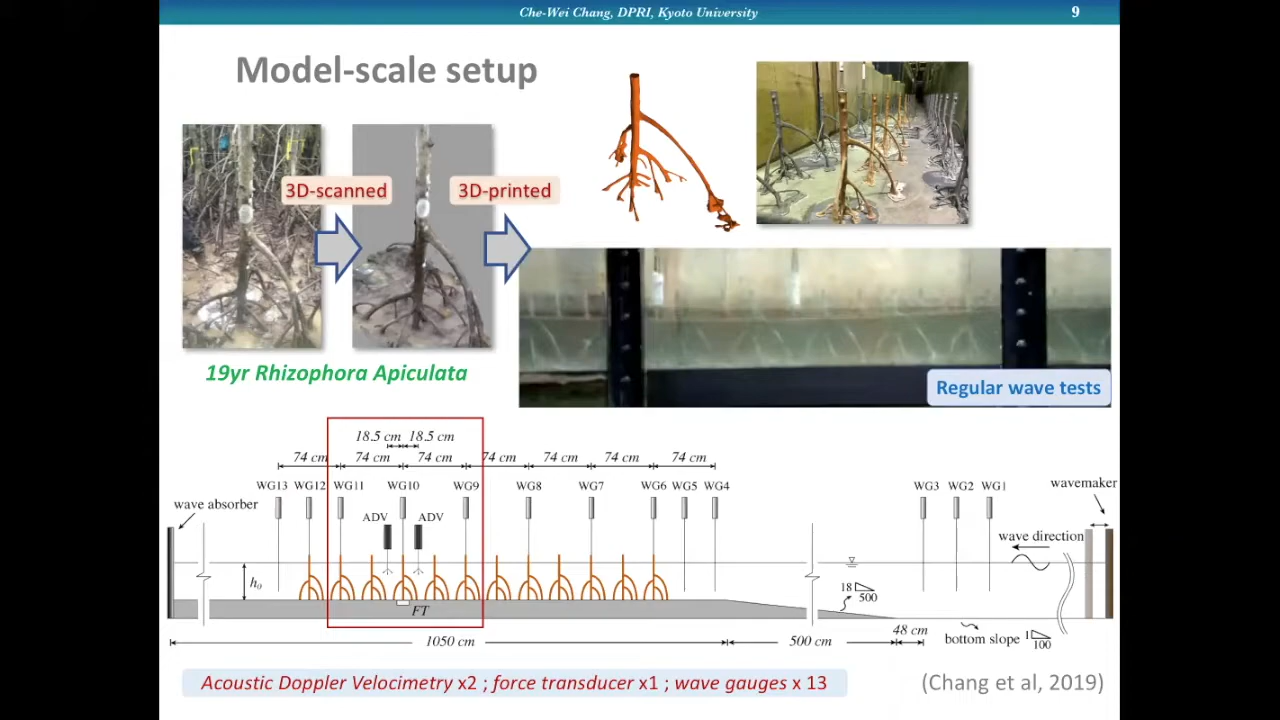 Che-Wei Chang, DPRI, Kyoto University
9
Model-scale setup
3D-scanned
3D-printed
19yr Rhizophora Apiculata
Regular wave tests
18.5 cm 18.5 cm
74 cm 74 cm 74 cm 74 cm 74 cm 74 cm 74 cm
WG13 WG12 WG11 WG10 WG9 WG8 WG7 WG6 WG5 WG4 WG3 WG2 WG1
wavemaker
wave absorber
ADV ADV
wave direction
h₀
18
500
FT
1050 cm
500 cm
48 cm
bottom slope 1
100
Acoustic Doppler Velocimetry x2 ; force transducer x1 ; wave gauges x 13
(Chang et al, 2019)